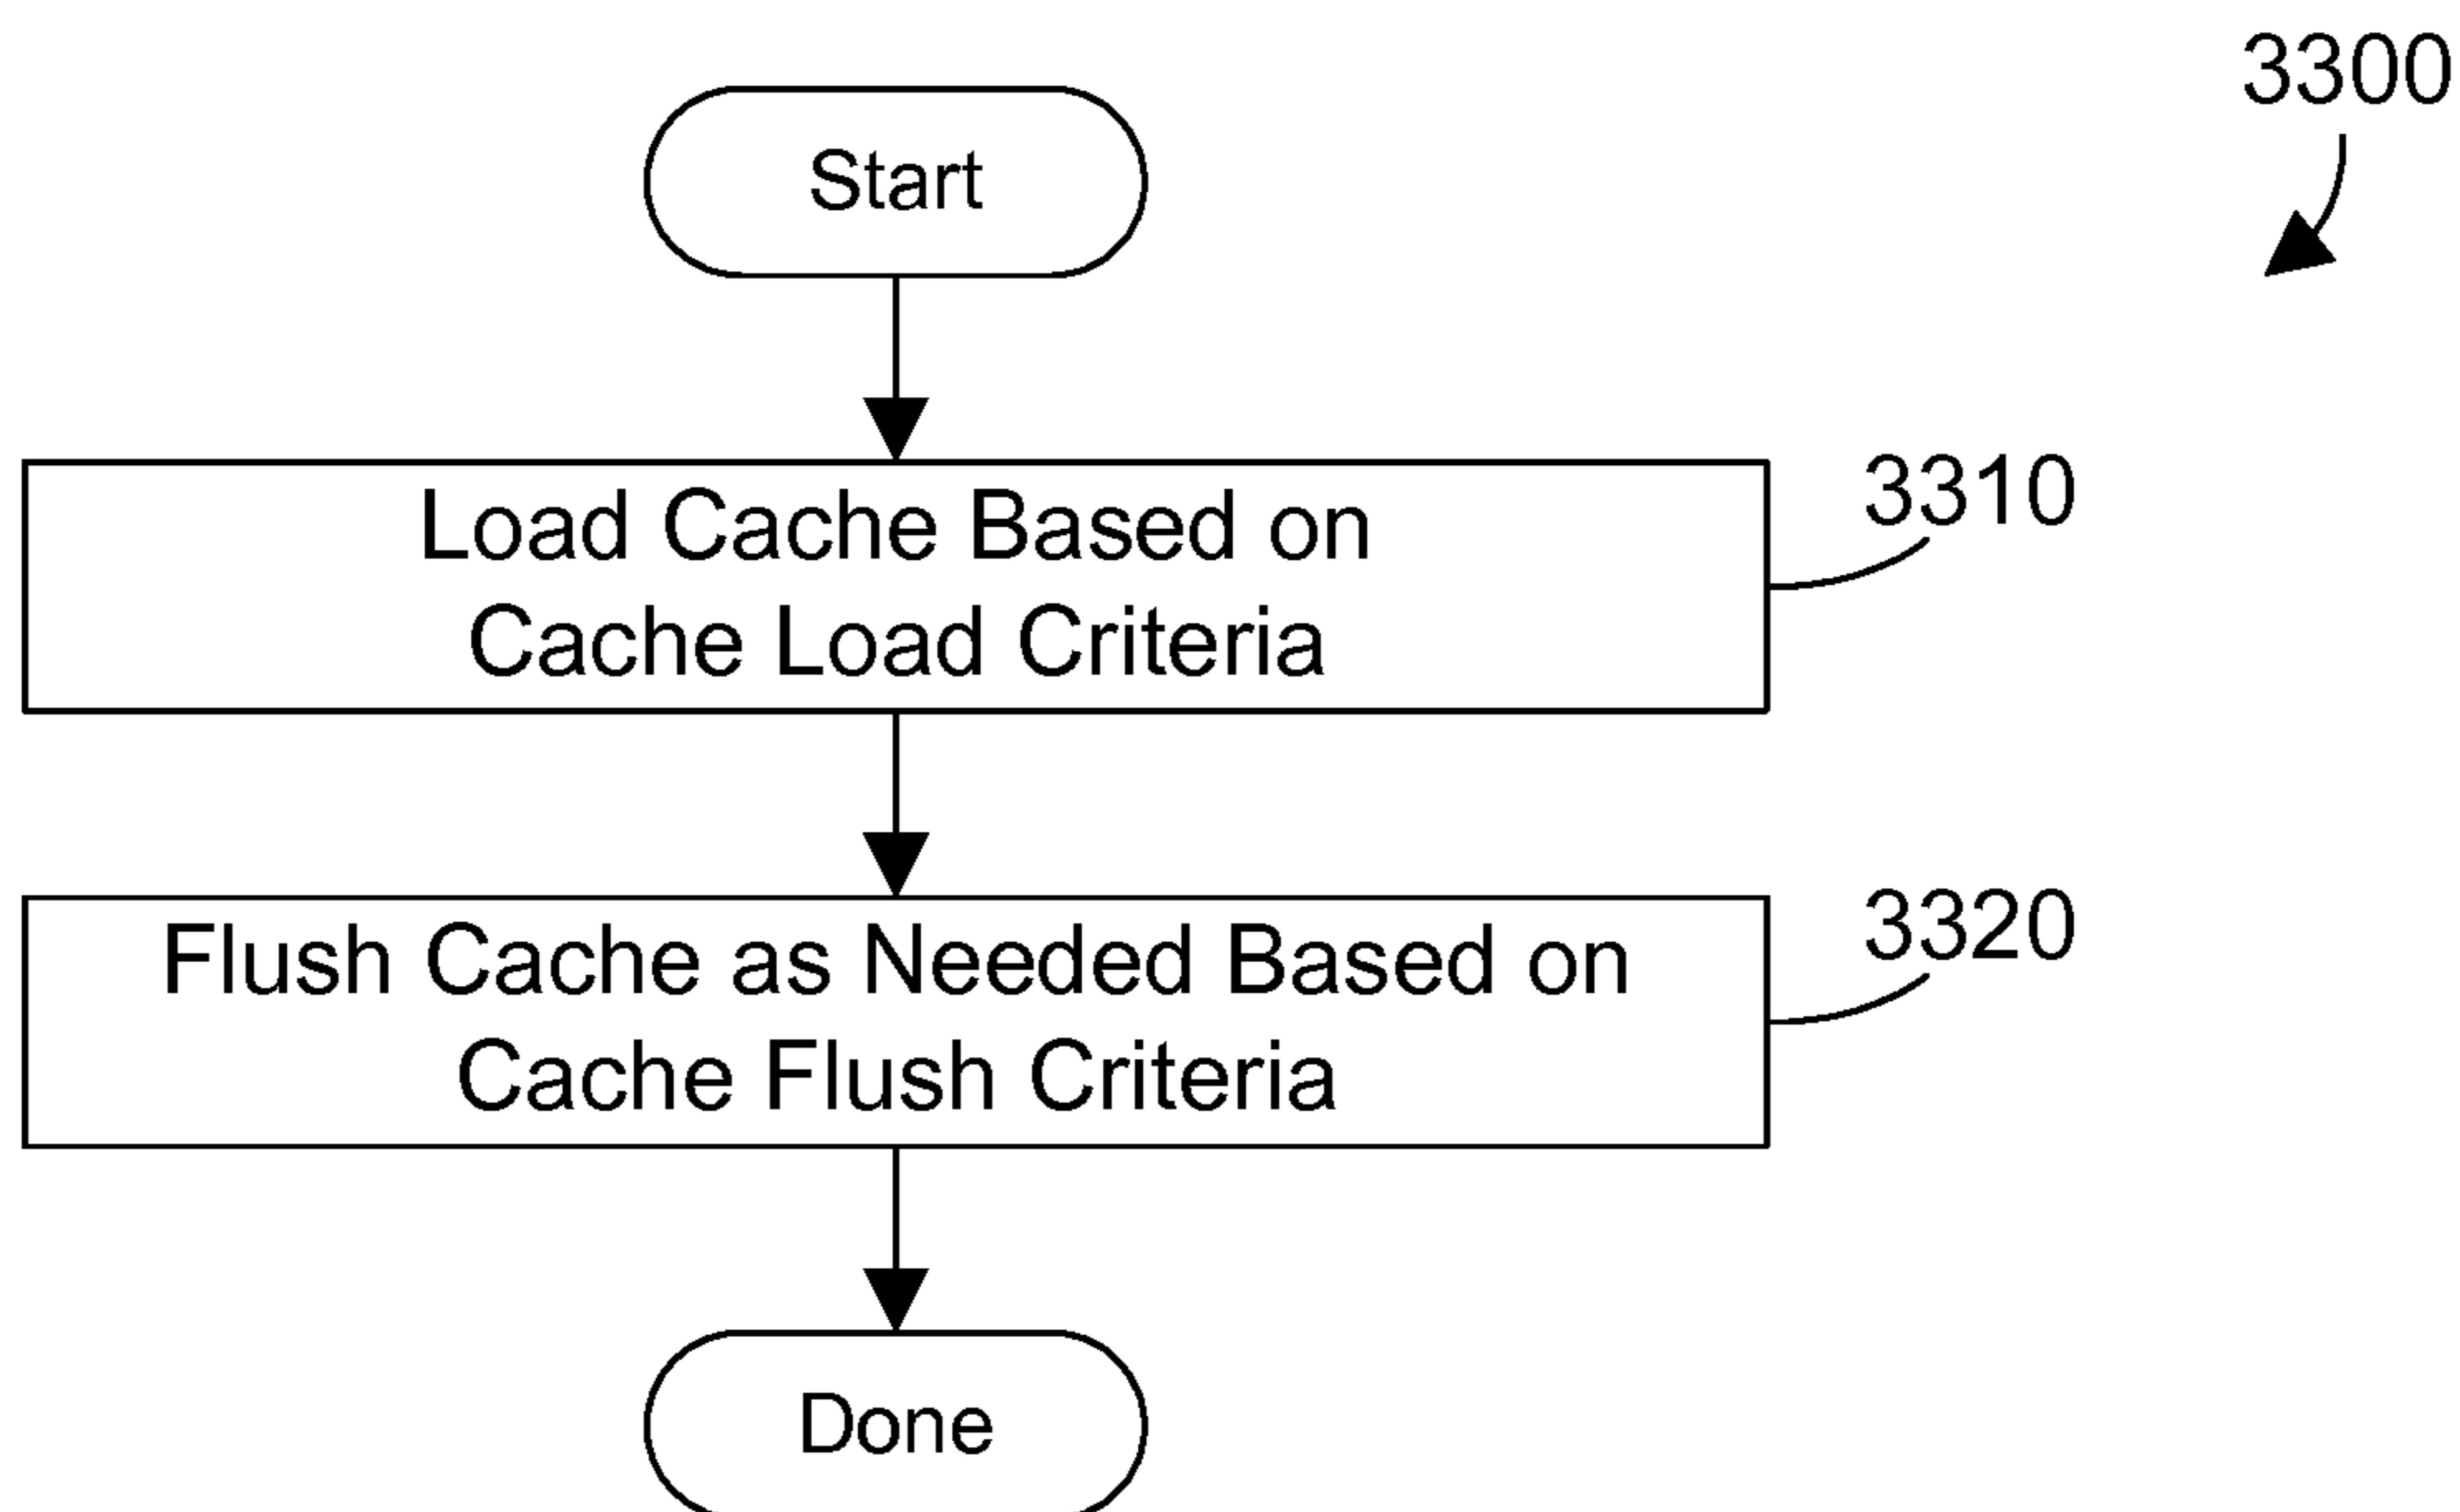 3300
Start
Load Cache Based on
Cache Load Criteria
3310
Flush Cache as Needed Based on
Cache Flush Criteria
3320
Done